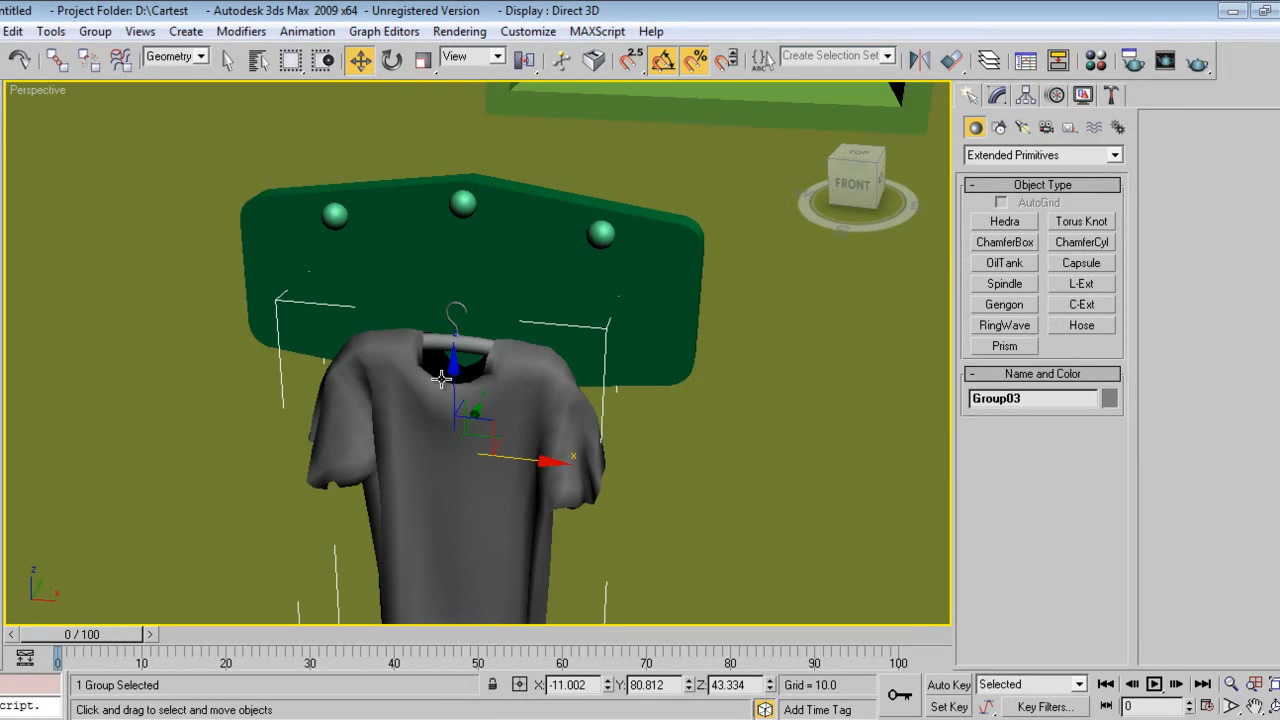 ntitled - Project Folder: D:\Cartest - Autodesk 3ds Max 2009 x64 - Unregistered Version - Display : Direct 3D
Edit Tools Group Views Create Modifiers Animation Graph Editors Rendering Customize MAXScript Help
Geometry View 2.5 ABC Create Selection Set
Perspective
TOP
FRONT
Extended Primitives
- Object Type
AutoGrid
Hedra Torus Knot
ChamferBox ChamferCyl
OilTank Capsule
Spindle L-Ext
Gengon C-Ext
RingWave Hose
Prism
- Name and Color
Group03
x
z
y
x
< 0 / 100 >
0 10 20 30 40 50 60 70 80 90 100
1 Group Selected X: -11.002 Y: 80.812 Z: 43.334 Grid = 10.0 Auto Key Selected
cript. Click and drag to select and move objects Add Time Tag Set Key Key Filters... 0